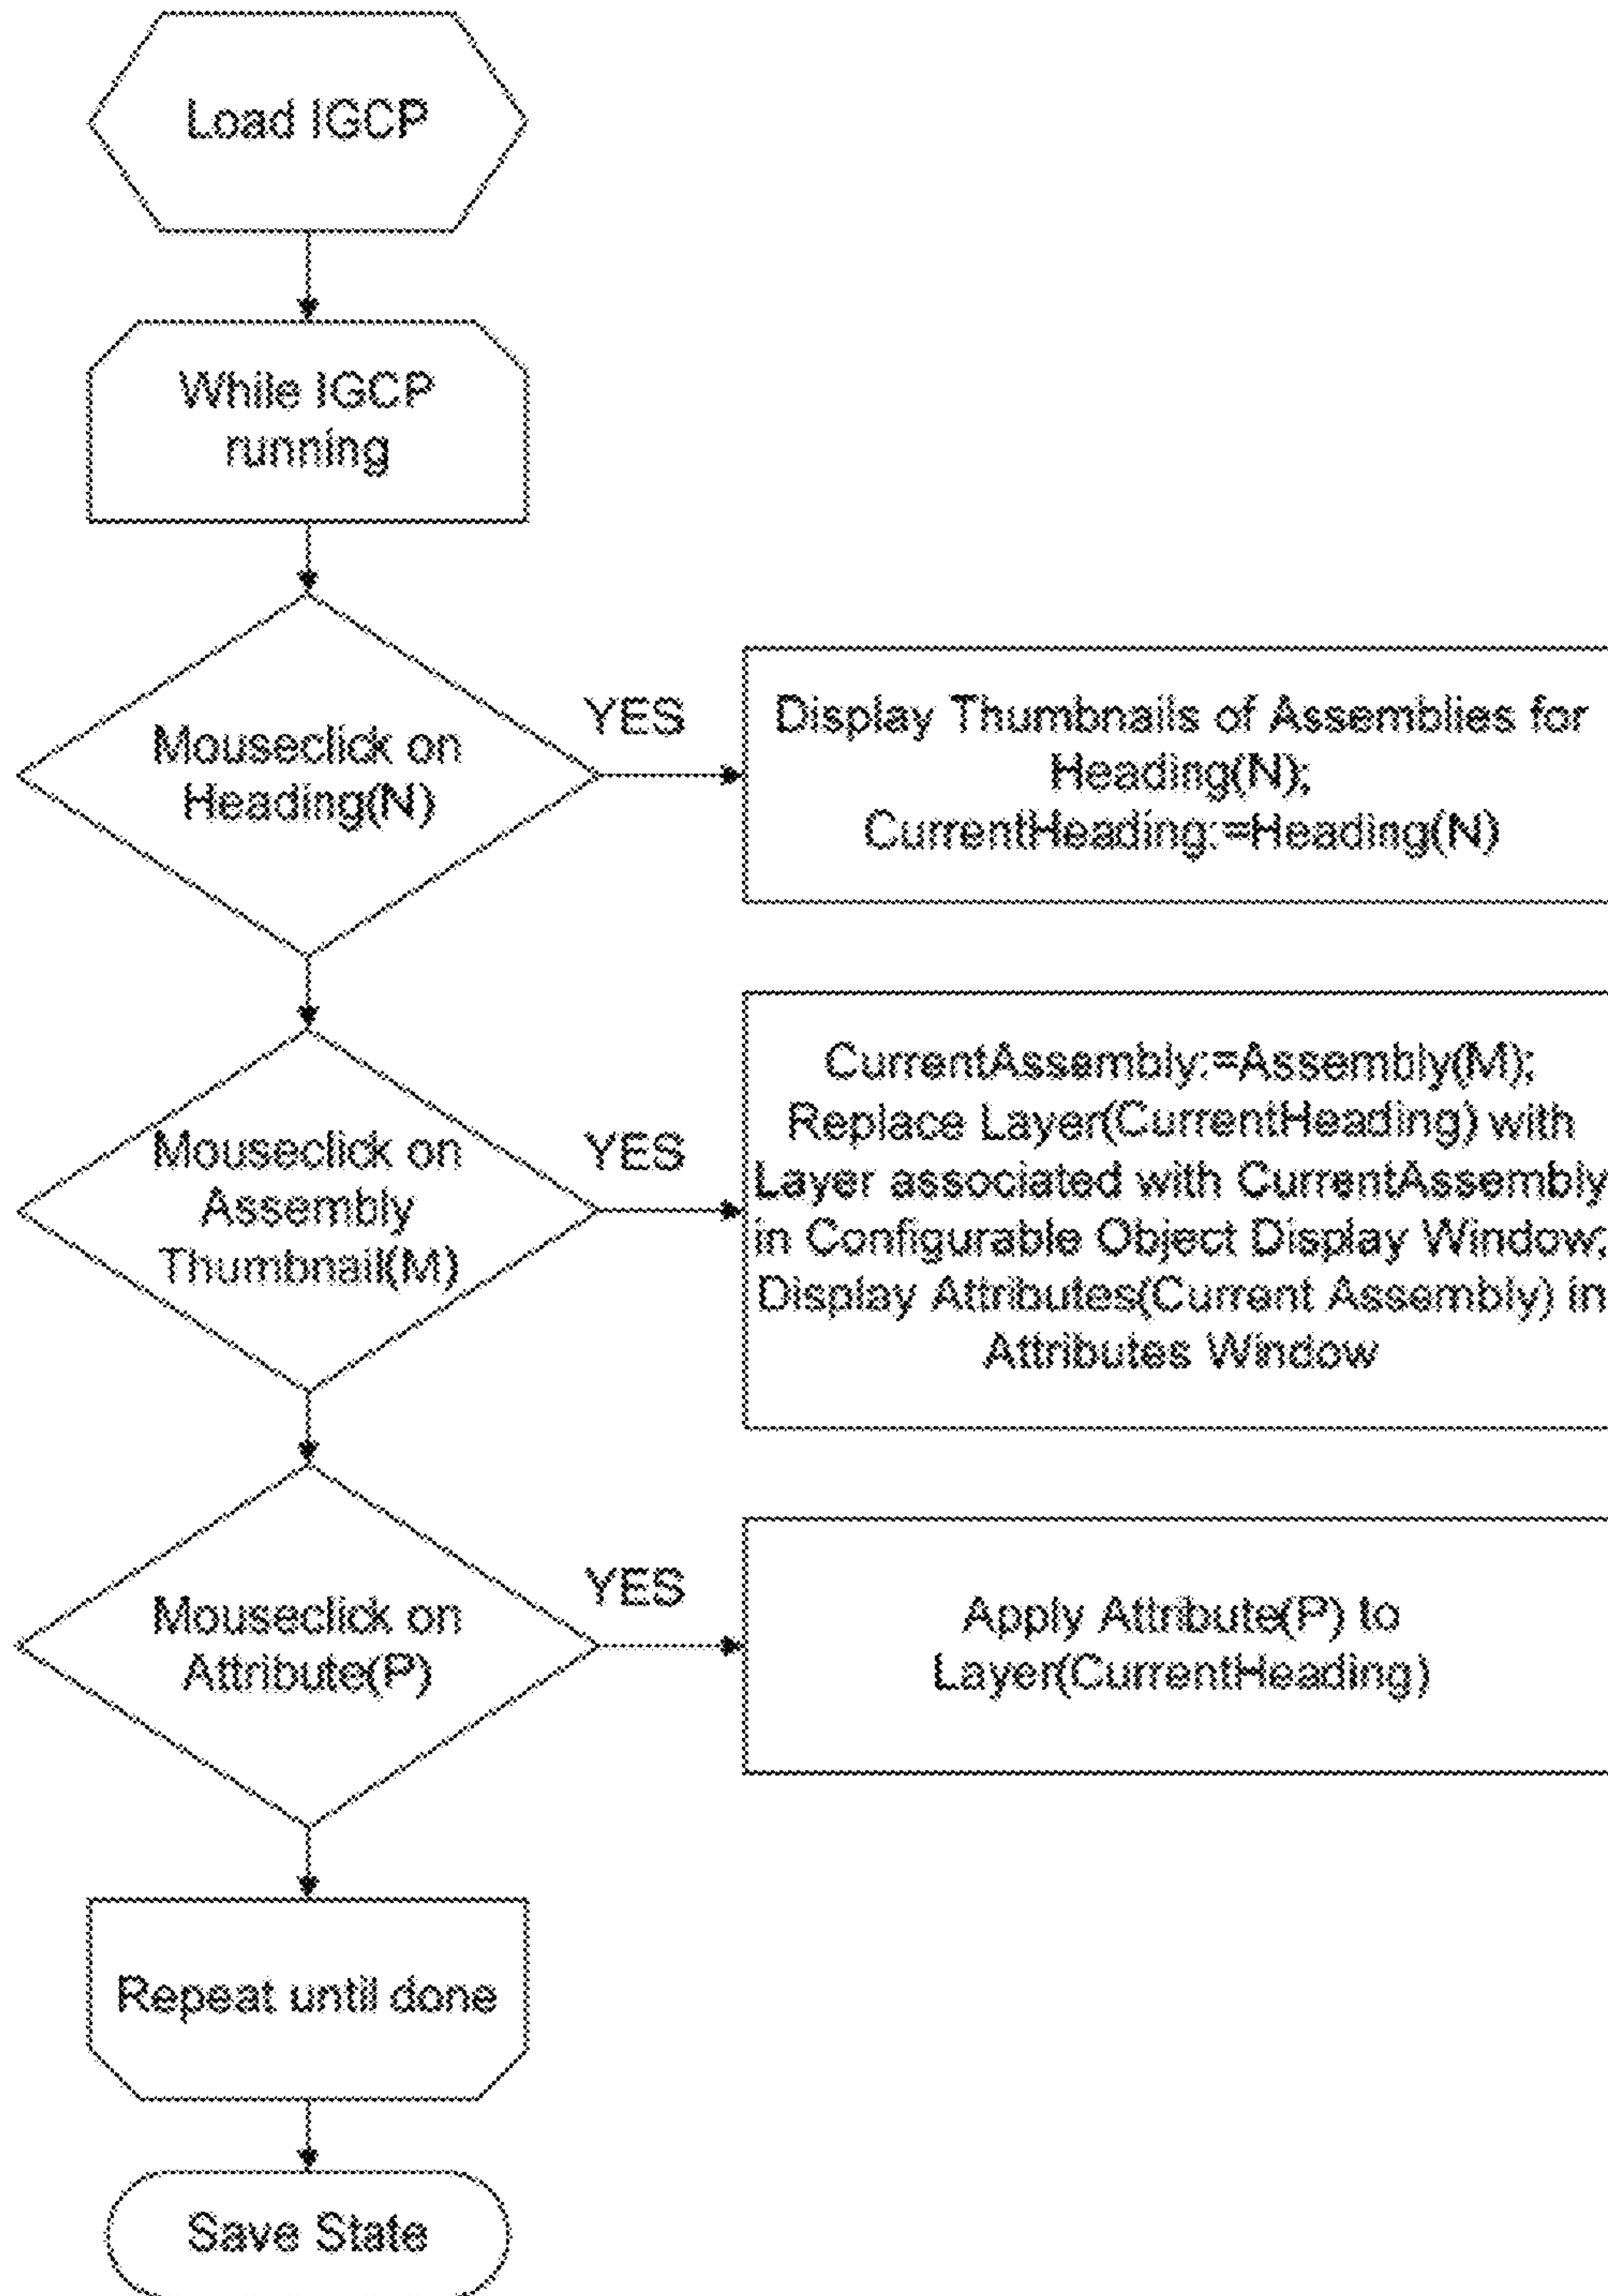 Load IGCP
While IGCP
running
Mouseclick on
Heading(N)
YES
Display Thumbnails of Assemblies for
Heading(N);
CurrentHeading:=Heading(N)
Mouseclick on
Assembly
Thumbnail(M)
YES
CurrentAssembly:=Assembly(M);
Replace Layer(CurrentHeading) with
Layer associated with CurrentAssembly
in Configurable Object Display Window;
Display Attributes(Current Assembly) in
Attributes Window
Mouseclick on
Attribute(P)
YES
Apply Attribute(P) to
Layer(CurrentHeading)
Repeat until done
Save State